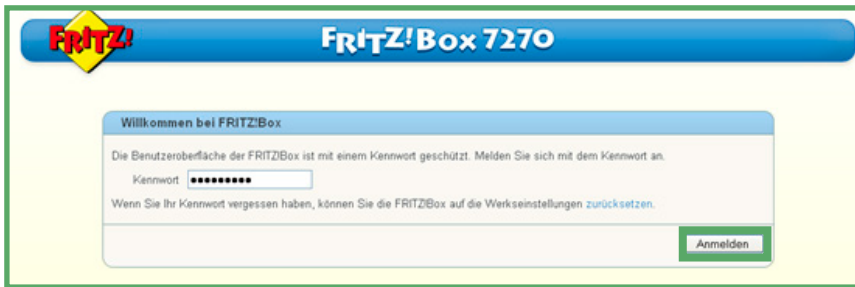 FRITZ!
FRITZ!Box 7270
Willkommen bei FRITZ!Box
Die Benutzeroberfläche der FRITZ!Box ist mit einem Kennwort geschützt. Melden Sie sich mit dem Kennwort an.
Kennwort •••••••••
Wenn Sie Ihr Kennwort vergessen haben, können Sie die FRITZ!Box auf die Werkseinstellungen zurücksetzen.
Anmelden